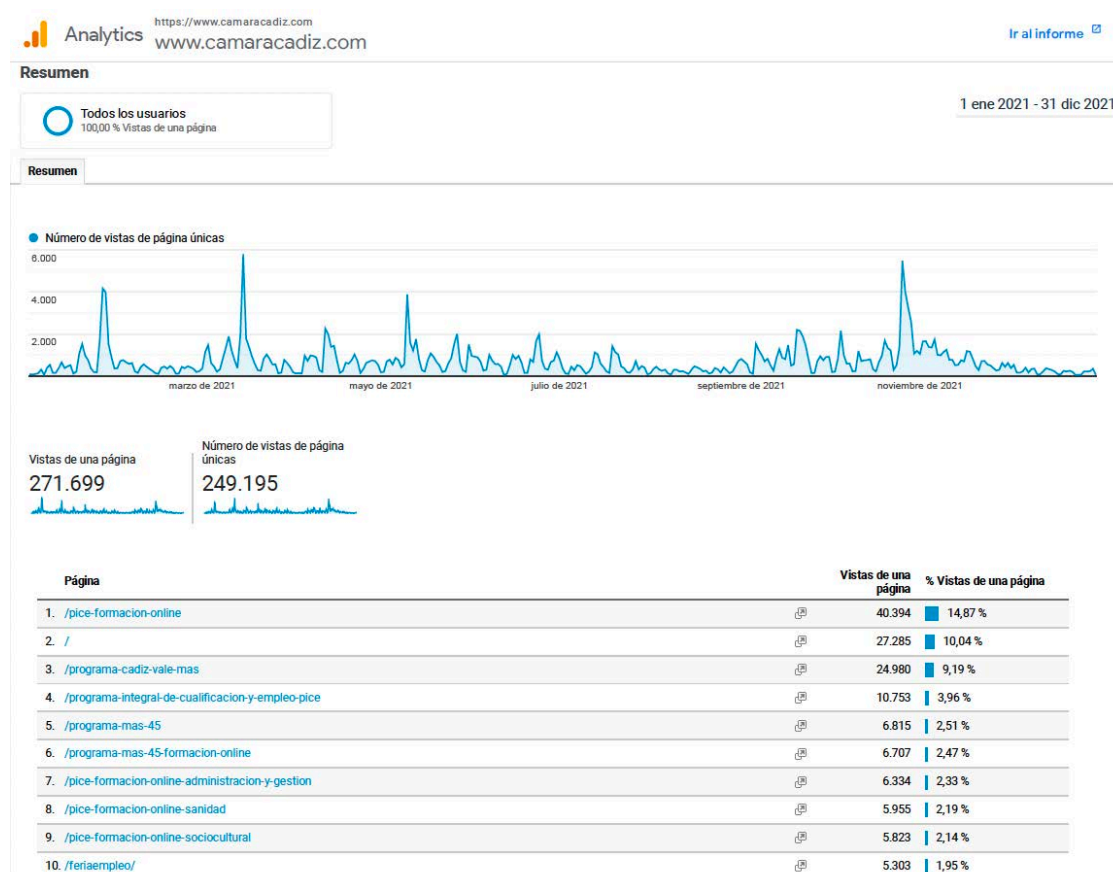 https://www.camaracadiz.com
Analytics www.camaracadiz.com
Ir al informe
Resumen
Todos los usuarios
100,00 % Vistas de una página
1 ene 2021 - 31 dic 2021
Resumen
Número de vistas de página únicas
6.000
4.000
2.000
marzo de 2021 mayo de 2021 julio de 2021 septiembre de 2021 noviembre de 2021
Vistas de una página
271.699
Número de vistas de página
únicas
249.195
Página Vistas de una página % Vistas de una página
1. /pice-formacion-online 40.394 14,87 %
2. / 27.285 10,04 %
3. /programa-cadiz-vale-mas 24.980 9,19 %
4. /programa-integral-de-cualificacion-y-empleo-pice 10.753 3,96 %
5. /programa-mas-45 6.815 2,51 %
6. /programa-mas-45-formacion-online 6.707 2,47 %
7. /pice-formacion-online-administracion-y-gestion 6.334 2,33 %
8. /pice-formacion-online-sanidad 5.955 2,19 %
9. /pice-formacion-online-sociocultural 5.823 2,14 %
10. /feriaempleo/ 5.303 1,95 %